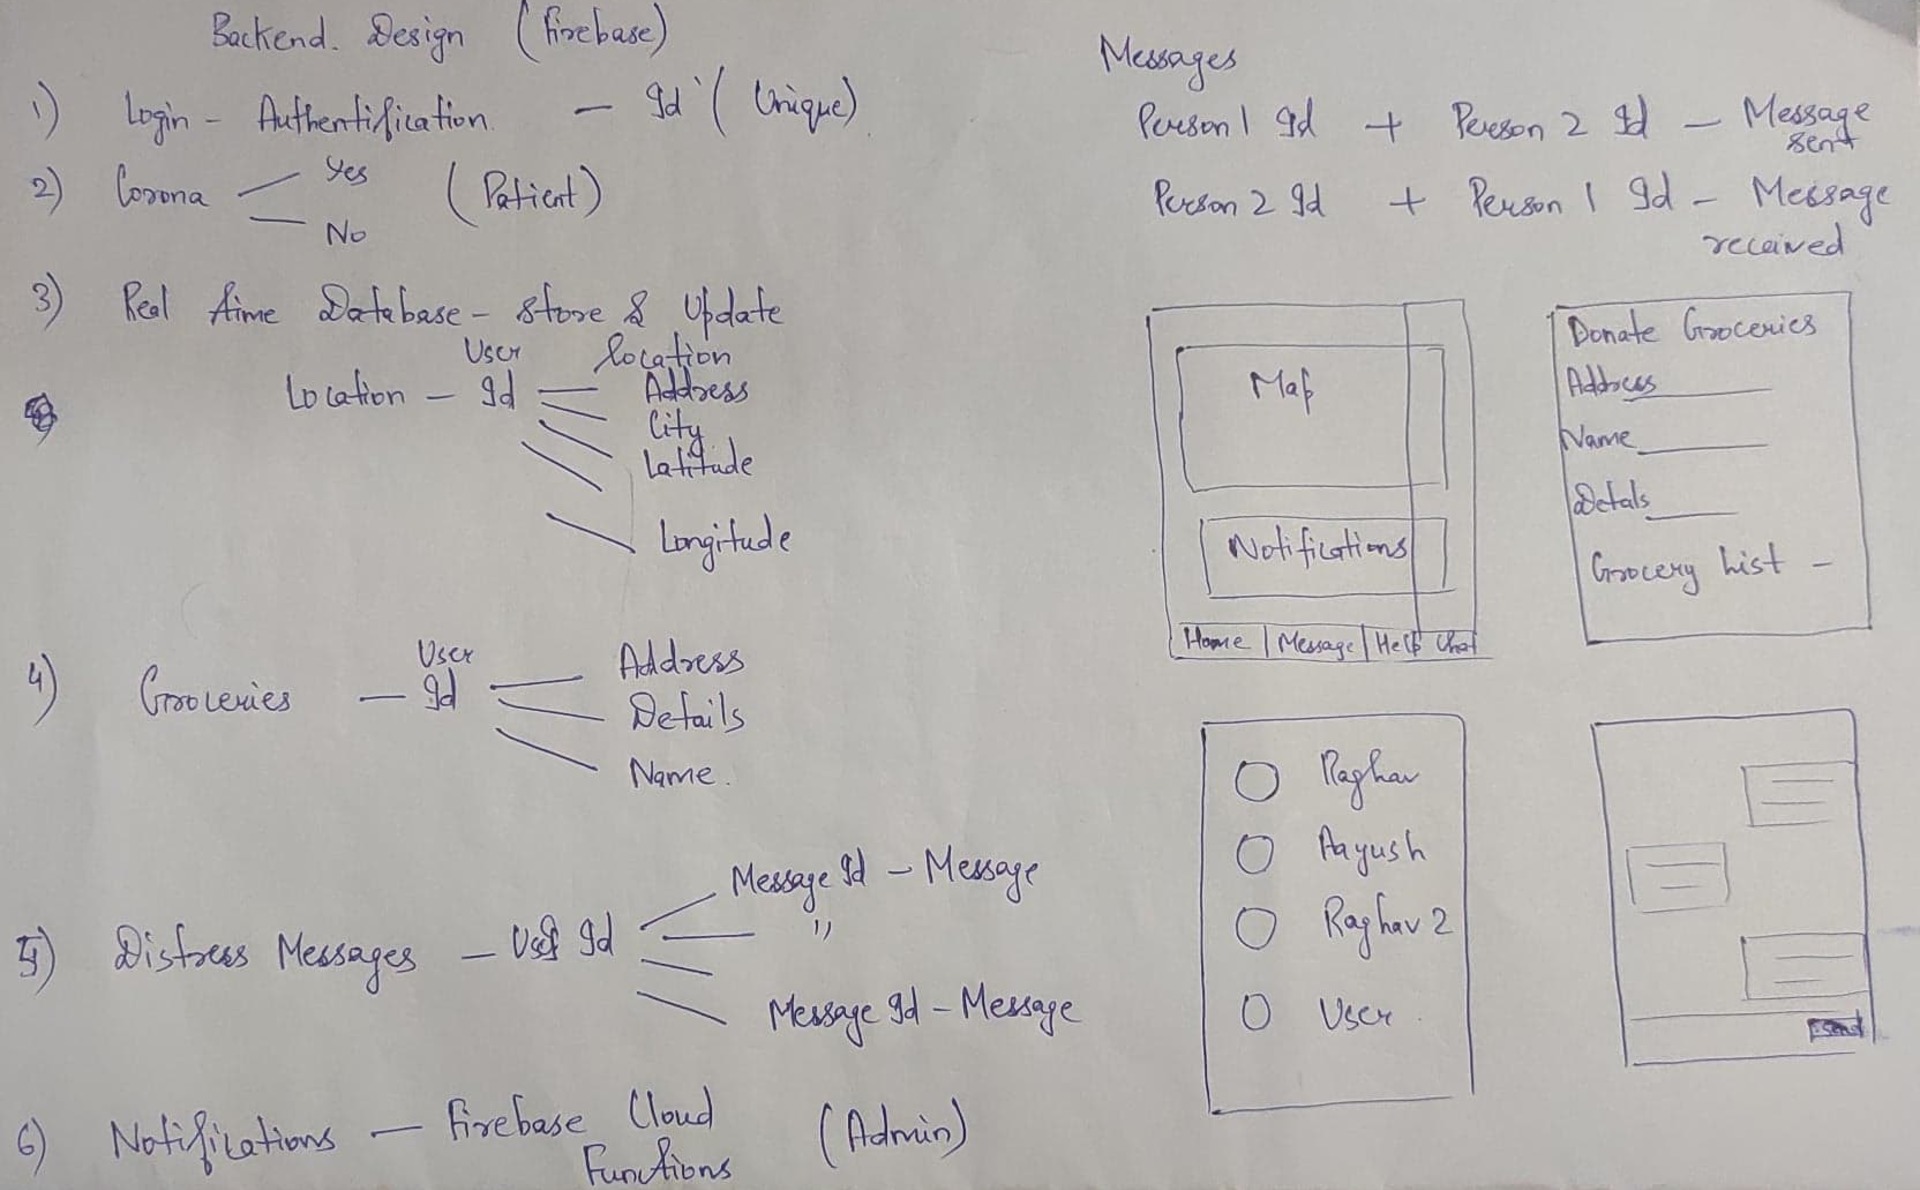 Backend. Design (Firebase)
1) Login - Authentification. - Id (Unique)
2) Corona - Yes (Patient)
- No
3) Real time Database - Store & Update
location
Location - User Id - Address
City
Latitude
Longitude
4) Groceries - User Id - Address
Details
Name.
5) Distress Messages - User Id - Message Id - Message
"
Message Id - Message
6) Notifications - Firebase Cloud Functions (Admin)
Messages
Person 1 Id + Person 2 Id - Message sent
Person 2 Id + Person 1 Id - Message received
Map
Notifications
Home | Message | Help Chat
Donate Groceries
Address
Name
Detals
Grocery List -
Raghav
Aayush
Raghav 2
User
Send